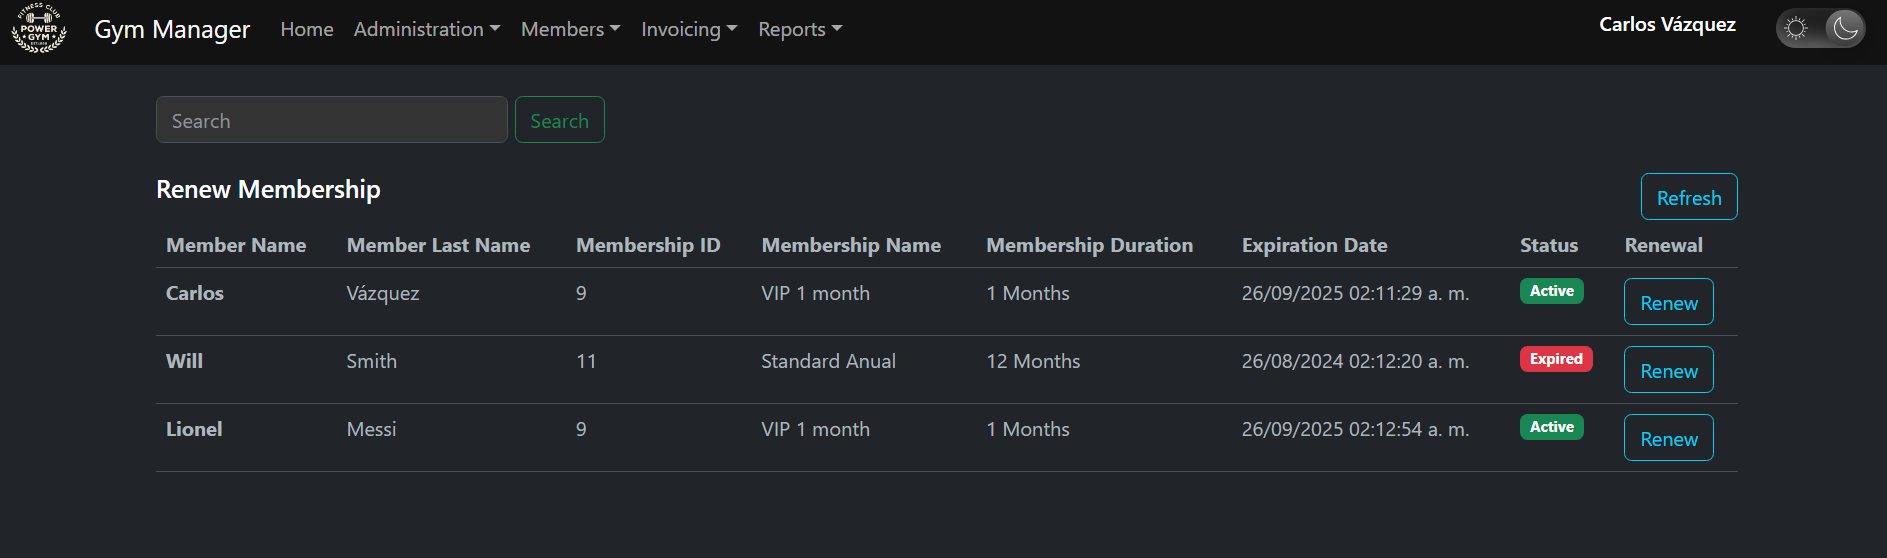 FITNESS CLUB
POWER
GYM
Gym Manager Home Administration Members Invoicing Reports Carlos Vázquez
Search Search
Renew Membership Refresh
Member Name Member Last Name Membership ID Membership Name Membership Duration Expiration Date Status Renewal
Carlos Vázquez 9 VIP 1 month 1 Months 26/09/2025 02:11:29 a. m. Active Renew
Will Smith 11 Standard Anual 12 Months 26/08/2024 02:12:20 a. m. Expired Renew
Lionel Messi 9 VIP 1 month 1 Months 26/09/2025 02:12:54 a. m. Active Renew